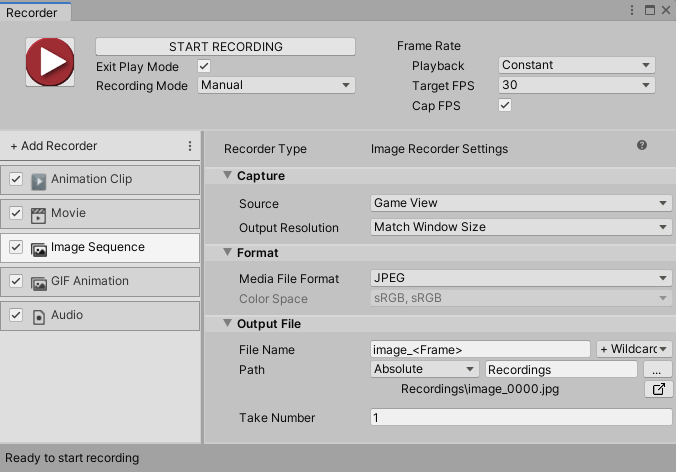 Recorder
START RECORDING
Exit Play Mode
Recording Mode Manual
Frame Rate
Playback Constant
Target FPS 30
Cap FPS
+ Add Recorder
Animation Clip
Movie
Image Sequence
GIF Animation
Audio
Recorder Type Image Recorder Settings
Capture
Source Game View
Output Resolution Match Window Size
Format
Media File Format JPEG
Color Space sRGB, sRGB
Output File
File Name image_<Frame> + Wildcard
Path Absolute Recordings ...
Recordings\image_0000.jpg
Take Number 1
Ready to start recording